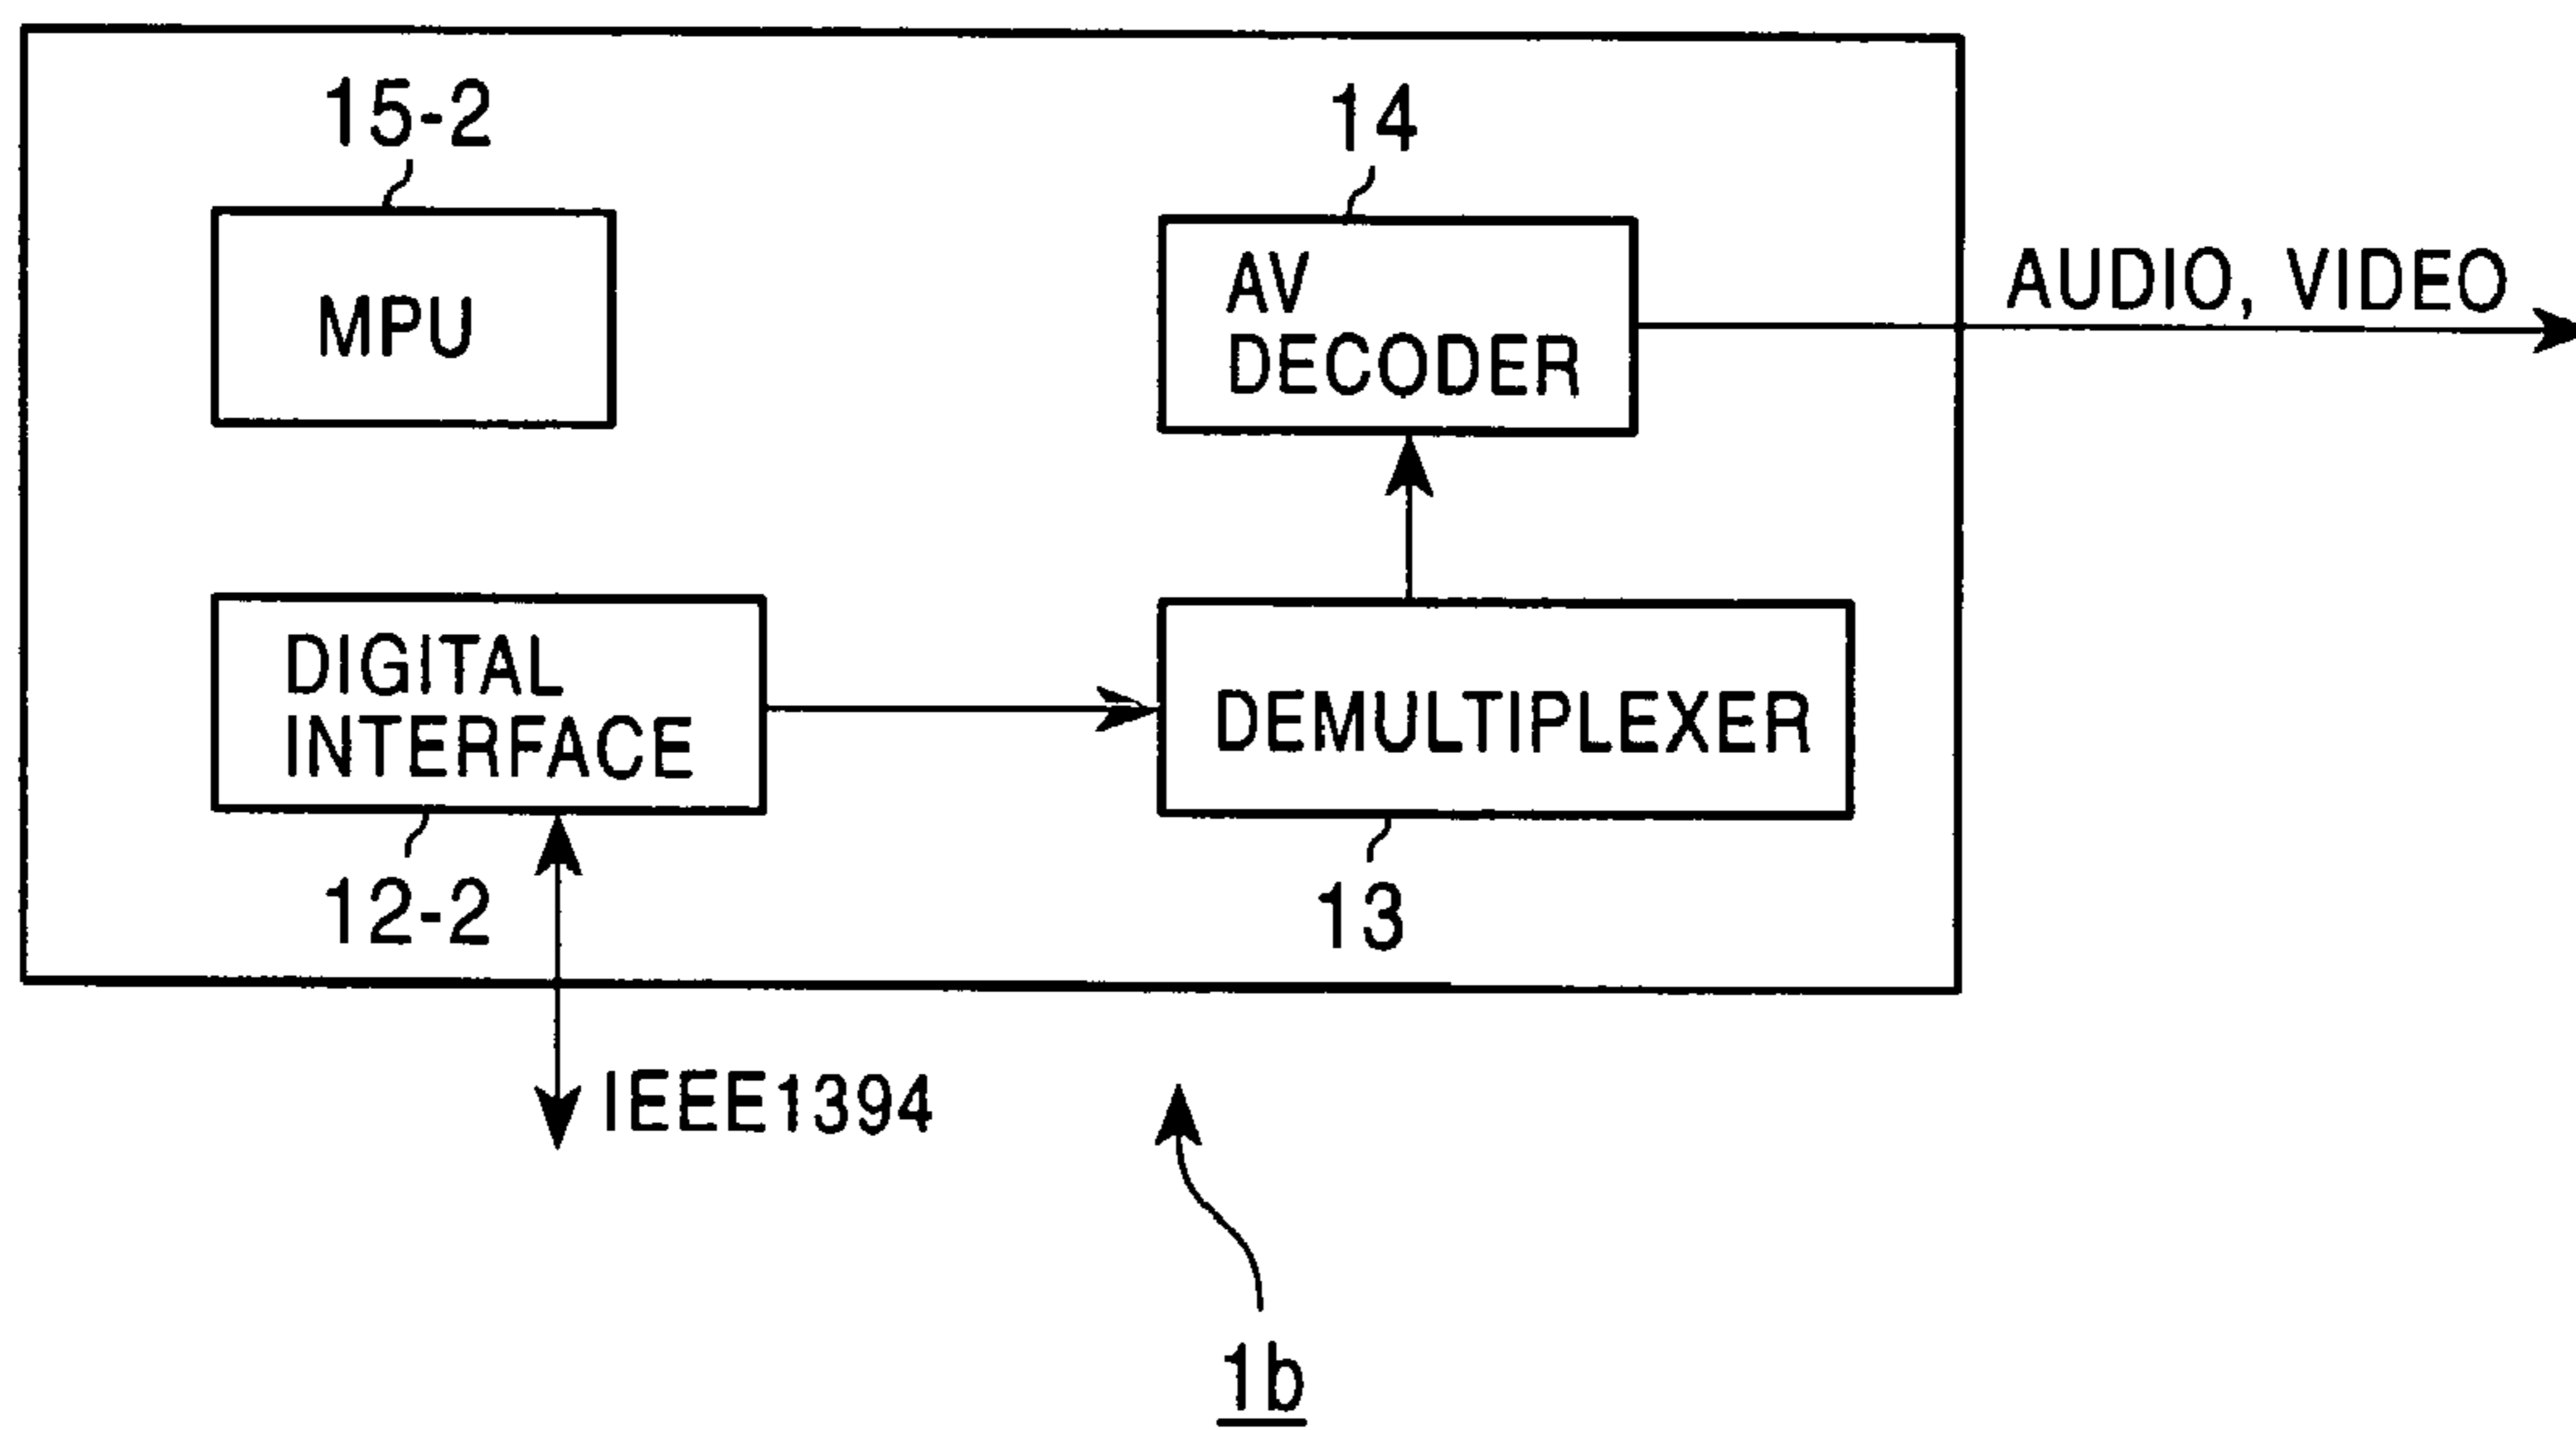 15-2
14
MPU
AV
DECODER
AUDIO, VIDEO
DIGITAL
INTERFACE
DEMULTIPLEXER
12-2
13
IEEE1394
1b